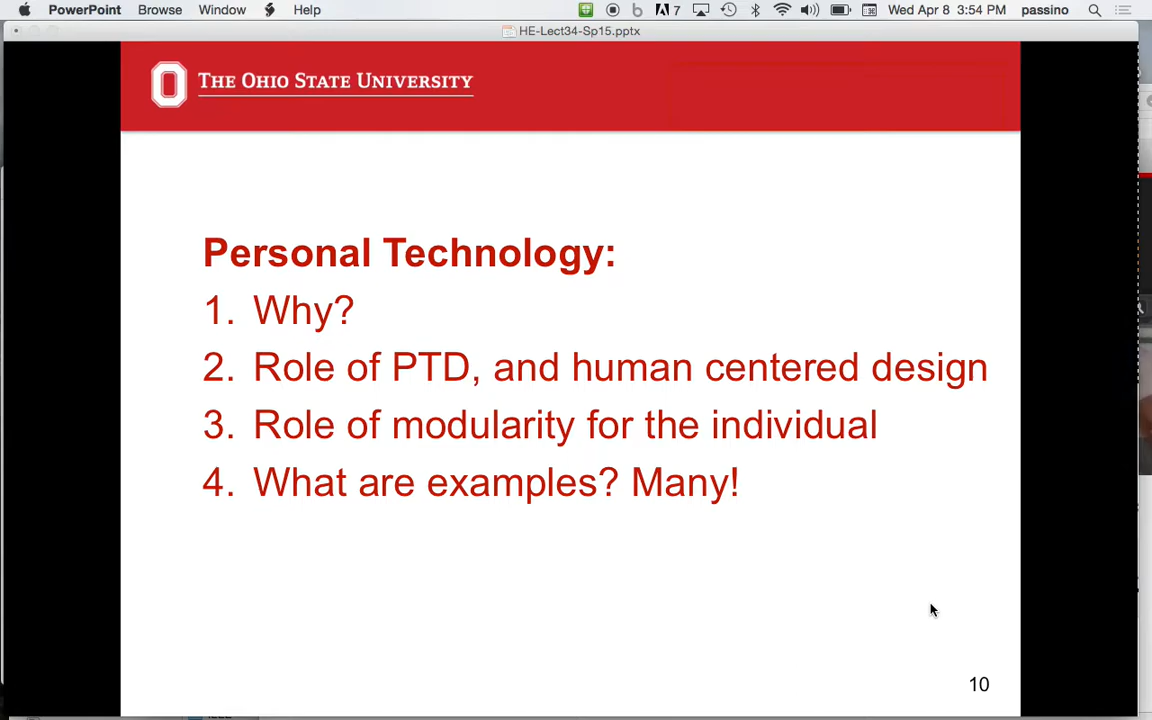 PowerPoint Browse Window Help 7 Wed Apr 8 3:54 PM passino
HE-Lect34-Sp15.pptx
THE OHIO STATE UNIVERSITY
Personal Technology:
1. Why?
2. Role of PTD, and human centered design
3. Role of modularity for the individual
4. What are examples? Many!
10